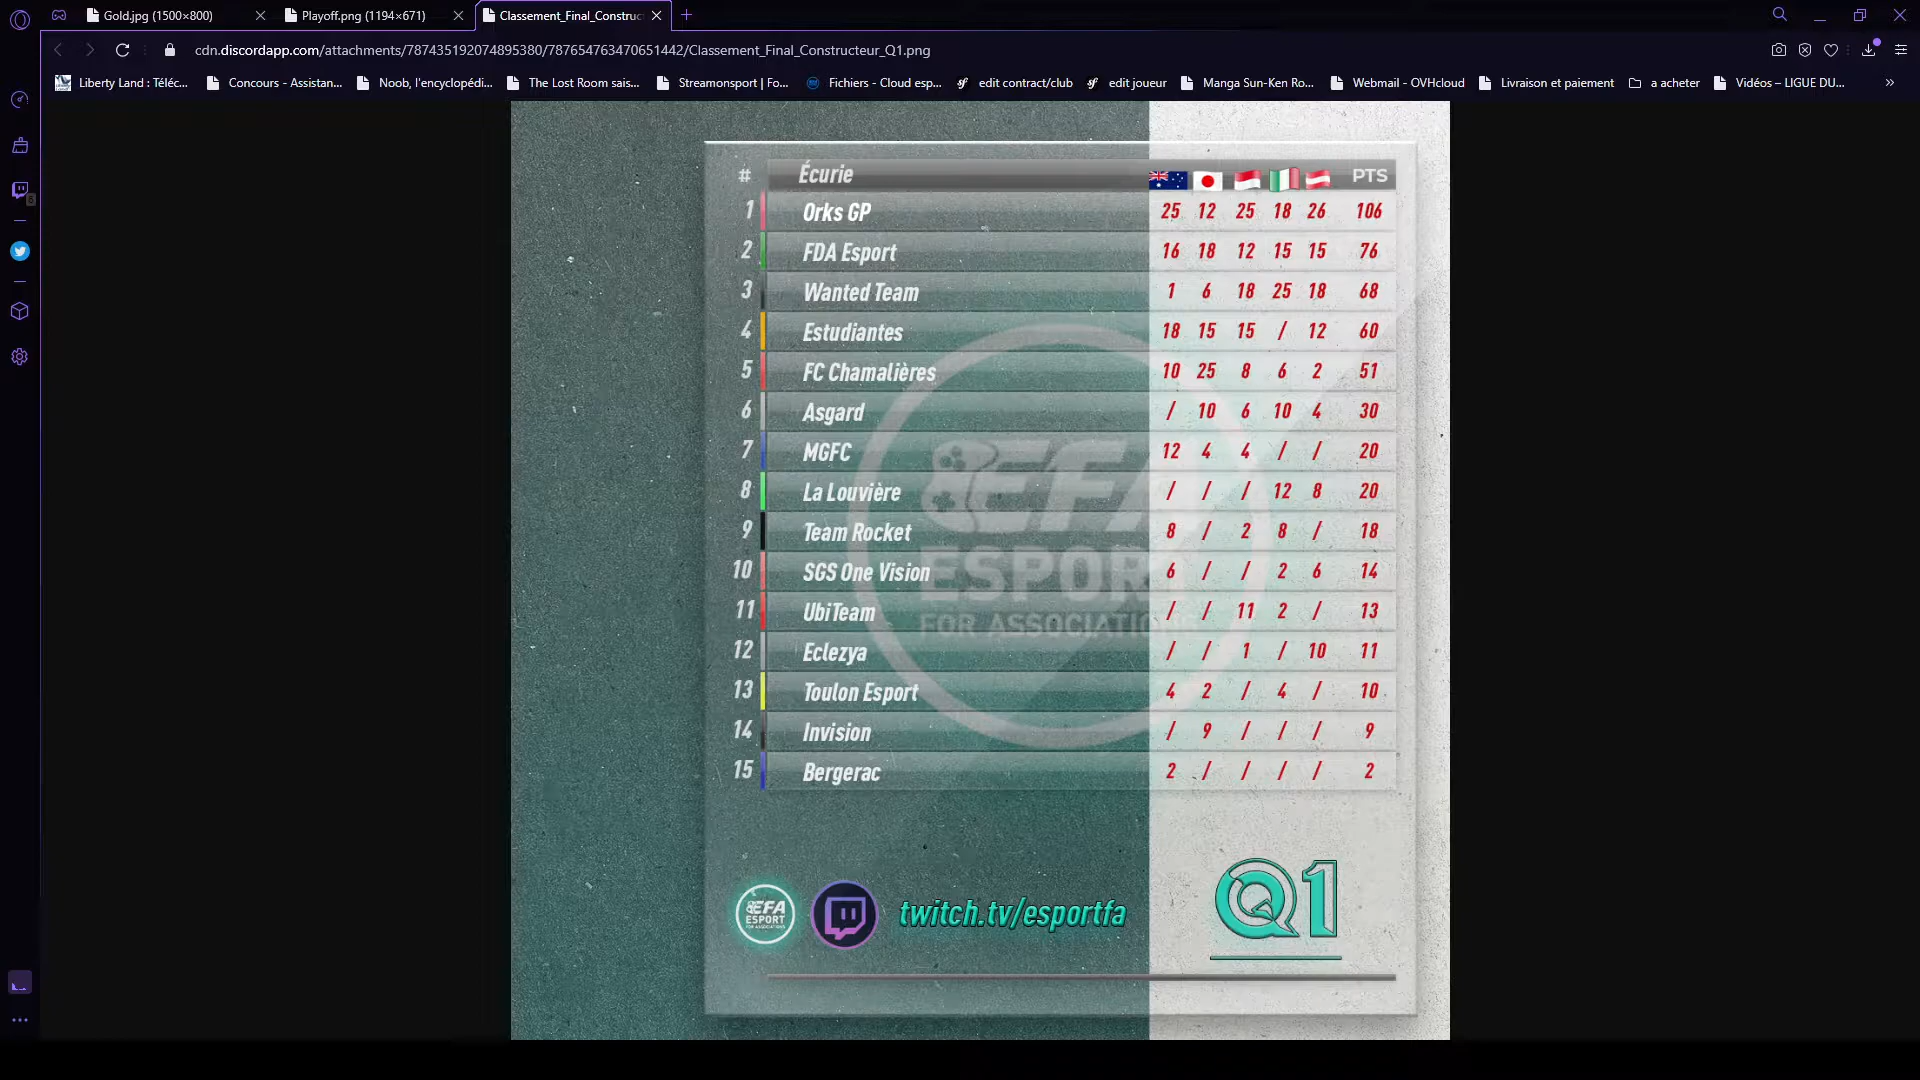 Gold.jpg (1500×800)
Playoff.png (1194×671)
Classement_Final_Construc
cdn.discordapp.com/attachments/787435192074895380/787654763470651442/Classement_Final_Constructeur_Q1.png
Liberty Land : Téléc... Concours - Assistan... Noob, l'encyclopédi... The Lost Room sais... Streamonsport | Fo... Fichiers - Cloud esp... edit contract/club edit joueur Manga Sun-Ken Ro... Webmail - OVHcloud Livraison et paiement a acheter Vidéos – LIGUE DU... »
# Écurie PTS
1 Orks GP 25 12 25 18 26 106
2 FDA Esport 16 18 12 15 15 76
3 Wanted Team 1 6 18 25 18 68
4 Estudiantes 18 15 15 / 12 60
5 FC Chamalières 10 25 8 6 2 51
6 Asgard / 10 6 10 4 30
7 MGFC 12 4 4 / / 20
8 La Louvière / / / 12 8 20
9 Team Rocket 8 / 2 8 / 18
10 SGS One Vision 6 / / 2 6 14
11 UbiTeam / / 11 2 / 13
12 Eclezya / / 1 / 10 11
13 Toulon Esport 4 2 / 4 / 10
14 Invision / 9 / / / 9
15 Bergerac 2 / / / / 2
EFA
ESPORT
FOR ASSOCIATIONS
EFA
ESPORT
FOR ASSOCIATIONS
twitch.tv/esportfa
Q1